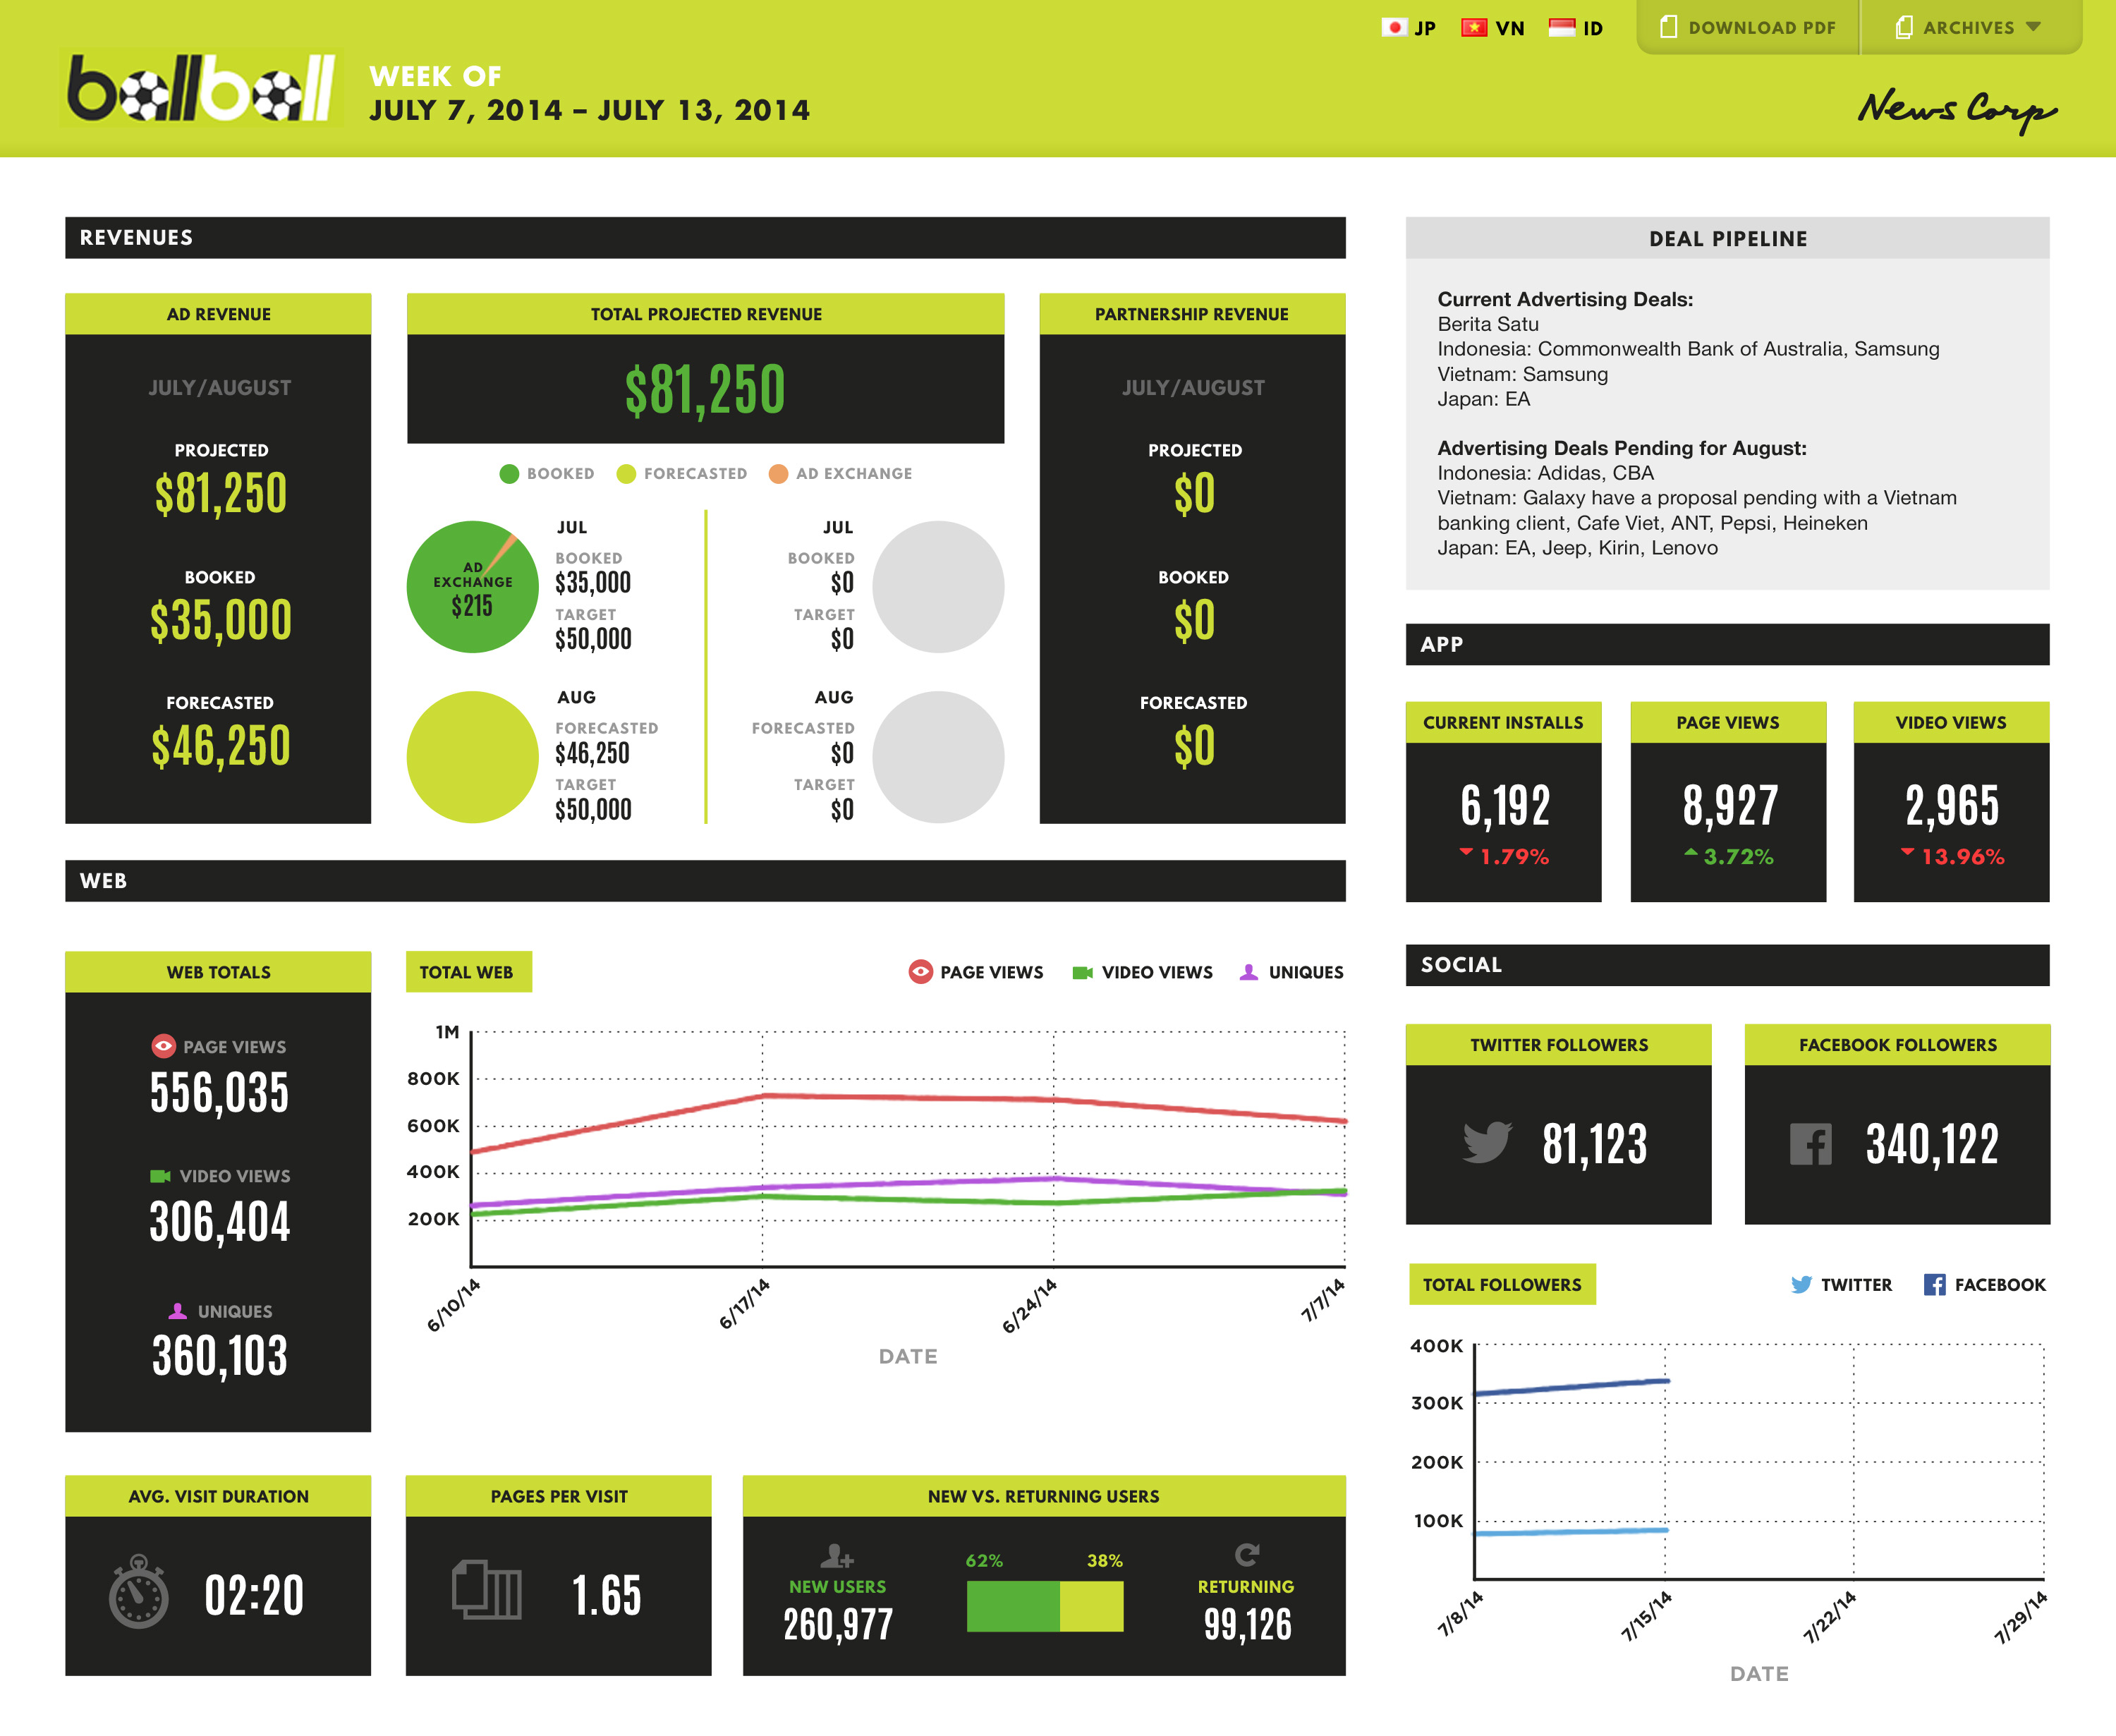 JP VN ID DOWNLOAD PDF ARCHIVES
ballball
WEEK OF
JULY 7, 2014 – JULY 13, 2014
News Corp
REVENUES
AD REVENUE
JULY/AUGUST
PROJECTED
$81,250
BOOKED
$35,000
FORECASTED
$46,250
TOTAL PROJECTED REVENUE
$81,250
BOOKED FORECASTED AD EXCHANGE
AD
EXCHANGE
$215
JUL
BOOKED
$35,000
TARGET
$50,000
JUL
BOOKED
$0
TARGET
$0
AUG
FORECASTED
$46,250
TARGET
$50,000
AUG
FORECASTED
$0
TARGET
$0
PARTNERSHIP REVENUE
JULY/AUGUST
PROJECTED
$0
BOOKED
$0
FORECASTED
$0
DEAL PIPELINE
Current Advertising Deals:
Berita Satu
Indonesia: Commonwealth Bank of Australia, Samsung
Vietnam: Samsung
Japan: EA
Advertising Deals Pending for August:
Indonesia: Adidas, CBA
Vietnam: Galaxy have a proposal pending with a Vietnam
banking client, Cafe Viet, ANT, Pepsi, Heineken
Japan: EA, Jeep, Kirin, Lenovo
APP
CURRENT INSTALLS
6,192
1.79%
PAGE VIEWS
8,927
3.72%
VIDEO VIEWS
2,965
13.96%
WEB
WEB TOTALS
PAGE VIEWS
556,035
VIDEO VIEWS
306,404
UNIQUES
360,103
TOTAL WEB
PAGE VIEWS VIDEO VIEWS UNIQUES
1M
800K
600K
400K
200K
6/10/14 6/17/14 6/24/14 7/7/14
DATE
SOCIAL
TWITTER FOLLOWERS
81,123
FACEBOOK FOLLOWERS
340,122
TOTAL FOLLOWERS
TWITTER FACEBOOK
400K
300K
200K
100K
7/8/14 7/15/14 7/22/14 7/29/14
DATE
AVG. VISIT DURATION
02:20
PAGES PER VISIT
1.65
NEW VS. RETURNING USERS
NEW USERS
260,977
62% 38%
RETURNING
99,126